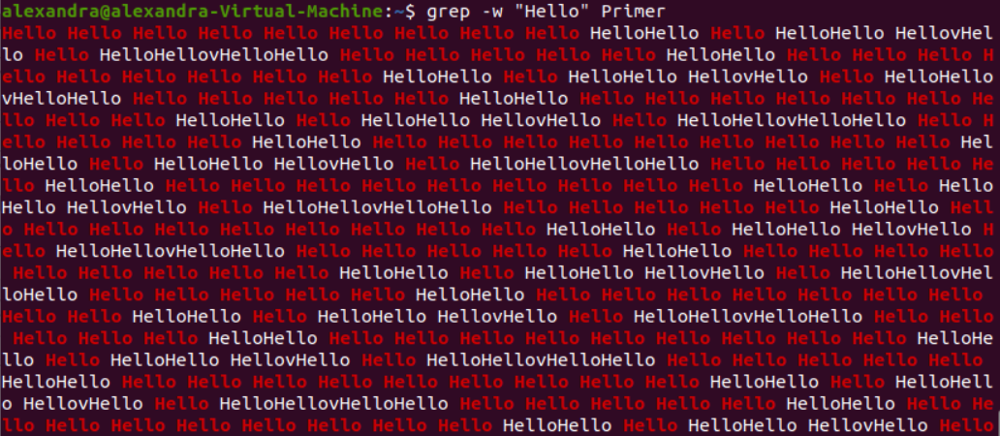 alexandra@alexandra-Virtual-Machine:~$ grep -w "Hello" Primer
Hello Hello Hello Hello Hello Hello Hello Hello Hello HelloHello Hello HelloHello HellovHel
lo Hello HelloHellovHelloHello Hello Hello Hello Hello Hello HelloHello Hello Hello Hello H
ello Hello Hello Hello Hello Hello HelloHello Hello HelloHello HellovHello Hello HelloHello
vHelloHello Hello Hello Hello Hello Hello HelloHello Hello Hello Hello Hello Hello Hello He
llo Hello Hello HelloHello Hello HelloHello HellovHello Hello HelloHellovHelloHello Hello H
ello Hello Hello Hello HelloHello Hello Hello Hello Hello Hello Hello Hello Hello Hello Hel
loHello Hello HelloHello HellovHello Hello HelloHellovHelloHello Hello Hello Hello Hello He
llo HelloHello Hello Hello Hello Hello Hello Hello Hello Hello Hello HelloHello Hello Hello
Hello HellovHello Hello HelloHellovHelloHello Hello Hello Hello Hello Hello HelloHello Hell
o Hello Hello Hello Hello Hello Hello Hello Hello HelloHello Hello HelloHello HellovHello H
ello HelloHellovHelloHello Hello Hello Hello Hello Hello HelloHello Hello Hello Hello Hello
 Hello Hello Hello Hello Hello HelloHello Hello HelloHello HellovHello Hello HelloHellovHel
loHello Hello Hello Hello Hello Hello HelloHello Hello Hello Hello Hello Hello Hello Hello
Hello Hello HelloHello Hello HelloHello HellovHello Hello HelloHellovHelloHello Hello Hello
 Hello Hello Hello HelloHello Hello Hello Hello Hello Hello Hello Hello Hello Hello HelloHe
llo Hello HelloHello HellovHello Hello HelloHellovHelloHello Hello Hello Hello Hello Hello
HelloHello Hello Hello Hello Hello Hello Hello Hello Hello Hello HelloHello Hello HelloHell
o HellovHello Hello HelloHellovHelloHello Hello Hello Hello Hello Hello HelloHello Hello He
llo Hello Hello Hello Hello Hello Hello Hello HelloHello Hello HelloHello HellovHello Hello